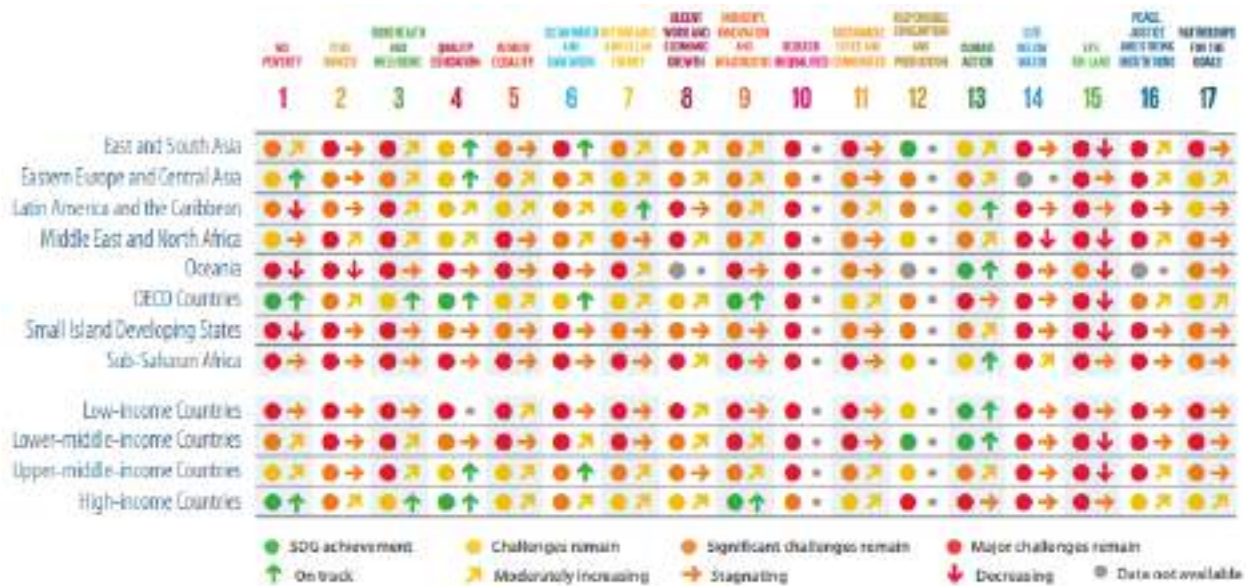 NO POVERTY
ZERO HUNGER
GOOD HEALTH AND WELL-BEING
QUALITY EDUCATION
GENDER EQUALITY
CLEAN WATER AND SANITATION
AFFORDABLE AND CLEAN ENERGY
DECENT WORK AND ECONOMIC GROWTH
INDUSTRY, INNOVATION AND INFRASTRUCTURE
REDUCED INEQUALITIES
SUSTAINABLE CITIES AND COMMUNITIES
RESPONSIBLE CONSUMPTION AND PRODUCTION
CLIMATE ACTION
LIFE BELOW WATER
LIFE ON LAND
PEACE, JUSTICE AND STRONG INSTITUTIONS
PARTNERSHIPS FOR THE GOALS
1 2 3 4 5 6 7 8 9 10 11 12 13 14 15 16 17
East and South Asia
Eastern Europe and Central Asia
Latin America and the Caribbean
Middle East and North Africa
Oceania
OECD Countries
Small Island Developing States
Sub-Saharan Africa
Low-income Countries
Lower-middle-income Countries
Upper-middle-income Countries
High-income Countries
SDG achievement Challenges remain Significant challenges remain Major challenges remain
On track Moderately increasing Stagnating Decreasing Data not available